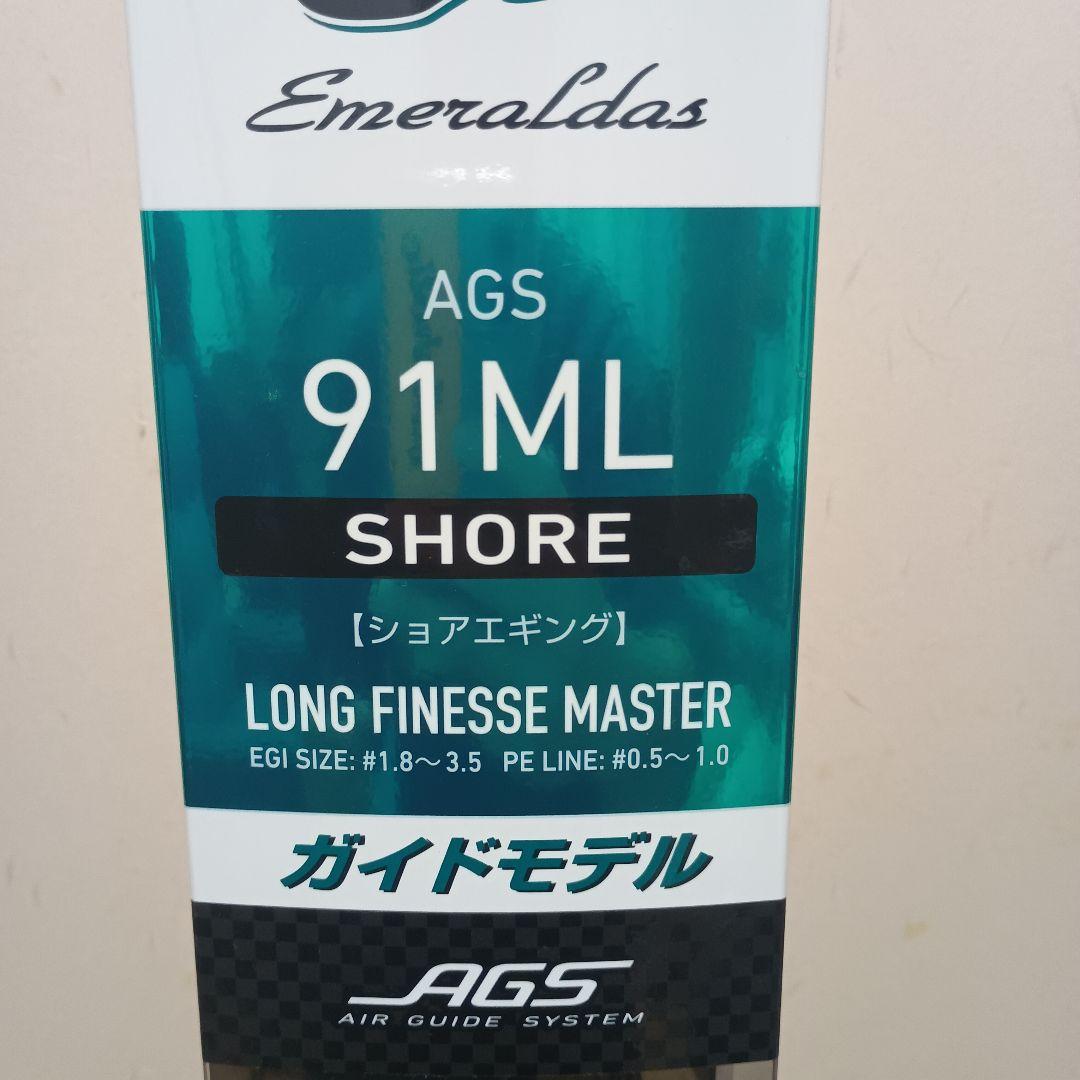 Emeraldas
AGS
91ML
SHORE
【ショアエギング】
LONG FINESSE MASTER
EGI SIZE: #1.8～3.5 PE LINE: #0.5～1.0
ガイドモデル
AGS
AIR GUIDE SYSTEM